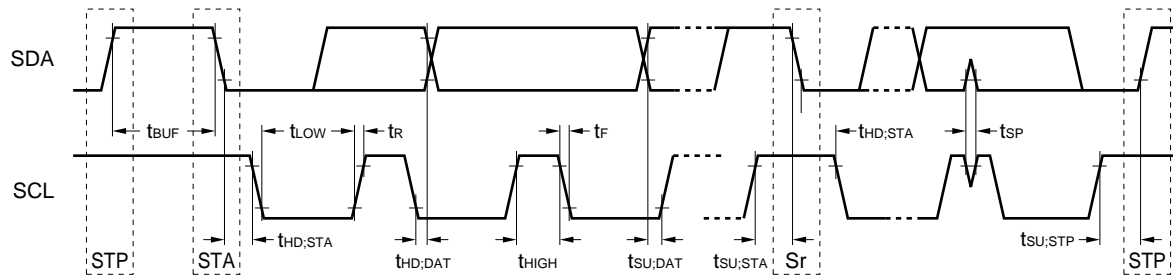 SDA
tBUF tLOW tR tF tHD;STA tSP
SCL
STP STA tHD;STA tHD;DAT tHIGH tSU;DAT tSU;STA Sr tSU;STP STP